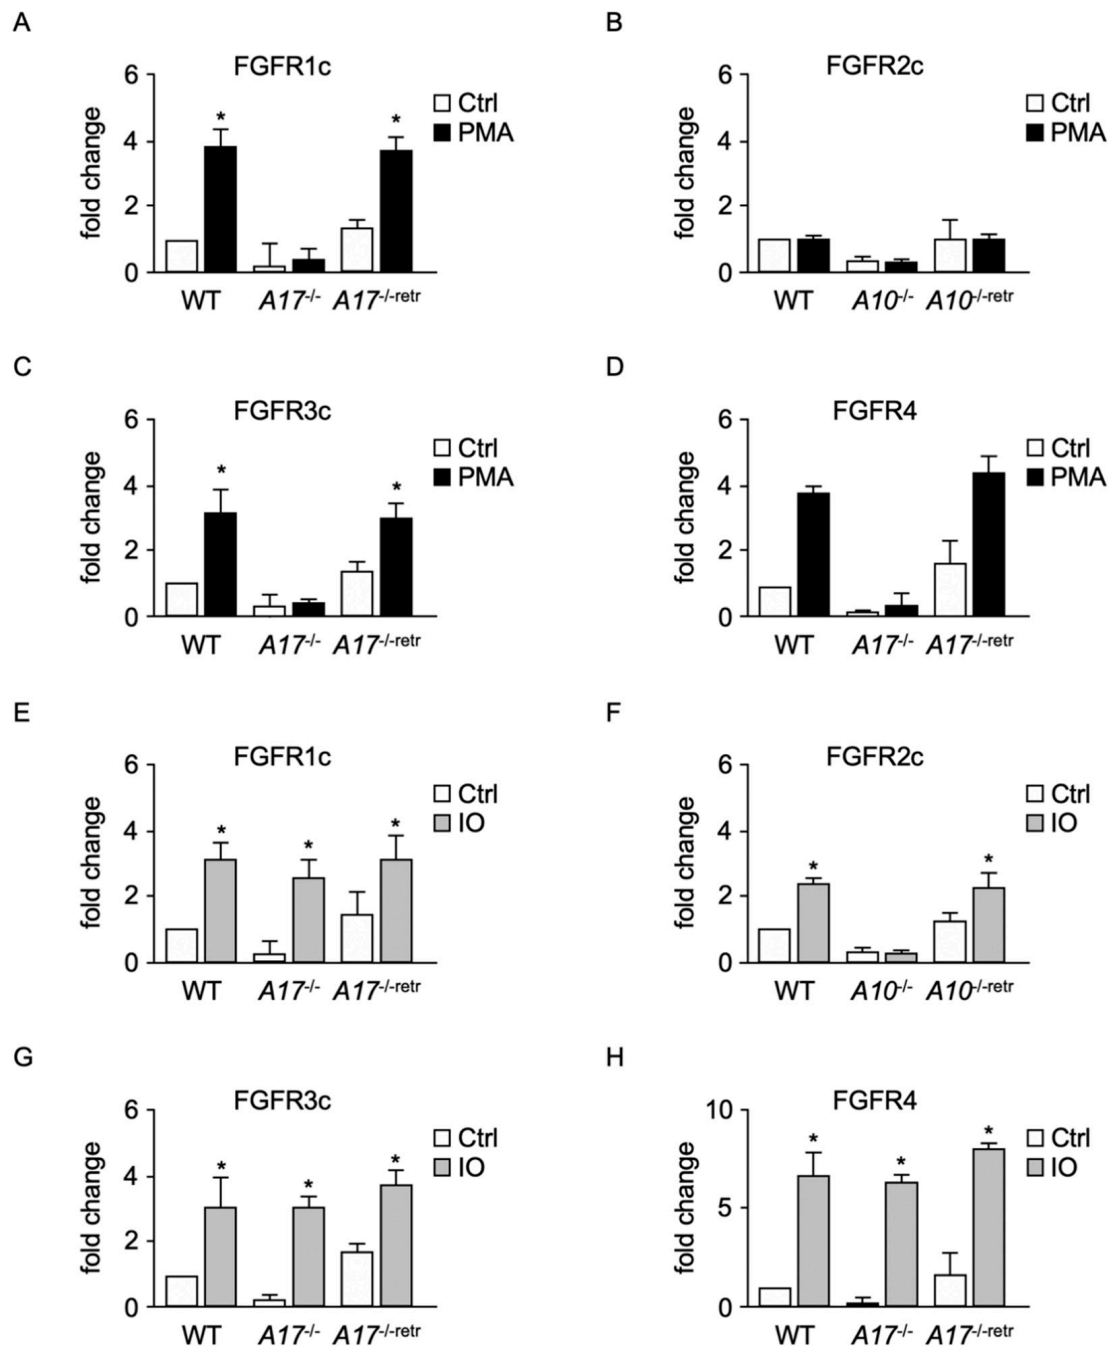 A
FGFR1c
6
4
2
0
fold change
* *
Ctrl
PMA
WT A17-/- A17-/-retr
B
FGFR2c
6
4
2
0
fold change
Ctrl
PMA
WT A10-/- A10-/-retr
C
FGFR3c
6
4
2
0
fold change
* *
Ctrl
PMA
WT A17-/- A17-/-retr
D
FGFR4
6
4
2
0
fold change
Ctrl
PMA
WT A17-/- A17-/-retr
E
FGFR1c
6
4
2
0
fold change
* * *
Ctrl
IO
WT A17-/- A17-/-retr
F
FGFR2c
6
4
2
0
fold change
* *
Ctrl
IO
WT A10-/- A10-/-retr
G
FGFR3c
6
4
2
0
fold change
* * *
Ctrl
IO
WT A17-/- A17-/-retr
H
FGFR4
10
5
0
fold change
* * *
Ctrl
IO
WT A17-/- A17-/-retr